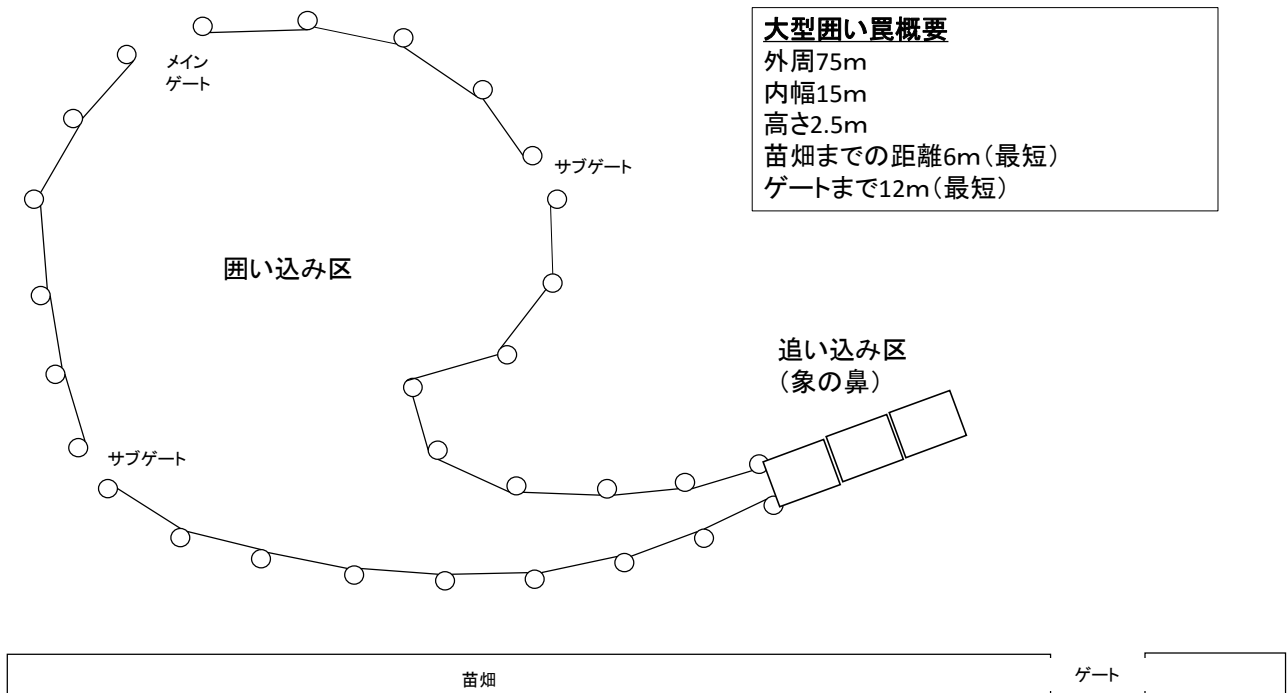 大型囲い罠概要
外周75m
内幅15m
高さ2.5m
苗畑までの距離6m(最短)
ゲートまで12m(最短)
メイン
ゲート
サブゲート
囲い込み区
追い込み区
(象の鼻)
サブゲート
苗畑
ゲート